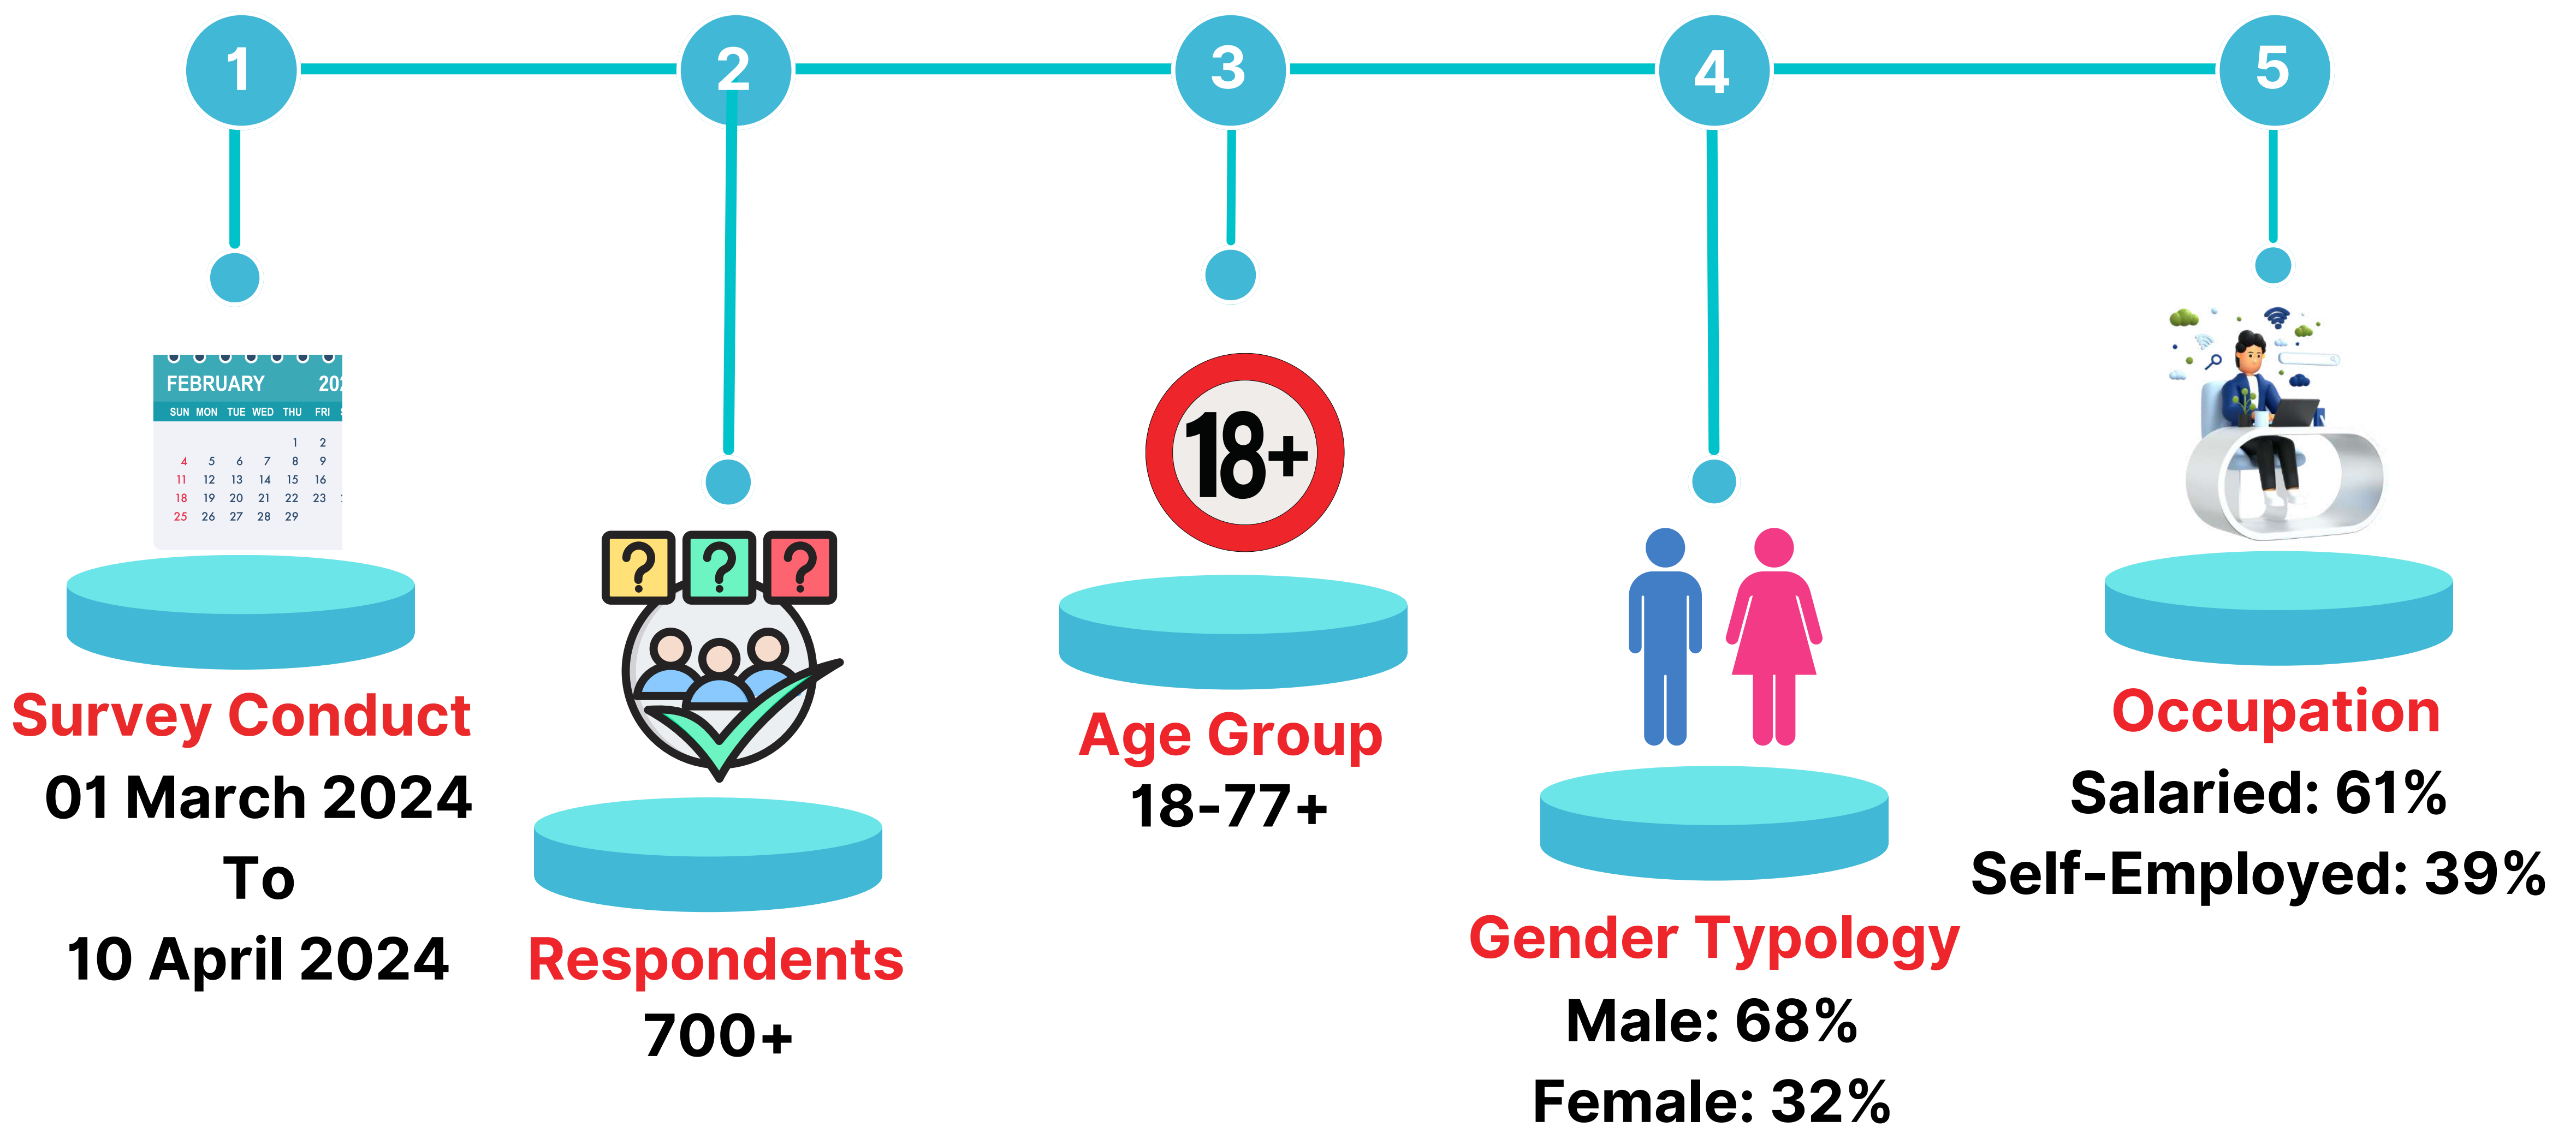 1
2
3
4
5
FEBRUARY 202
SUN MON TUE WED THU FRI
1 2
4 5 6 7 8 9
11 12 13 14 15 16
18 19 20 21 22 23
25 26 27 28 29
Survey Conduct
01 March 2024
To
10 April 2024
? ? ?
Respondents
700+
18+
Age Group
18-77+
Gender Typology
Male: 68%
Female: 32%
Occupation
Salaried: 61%
Self-Employed: 39%